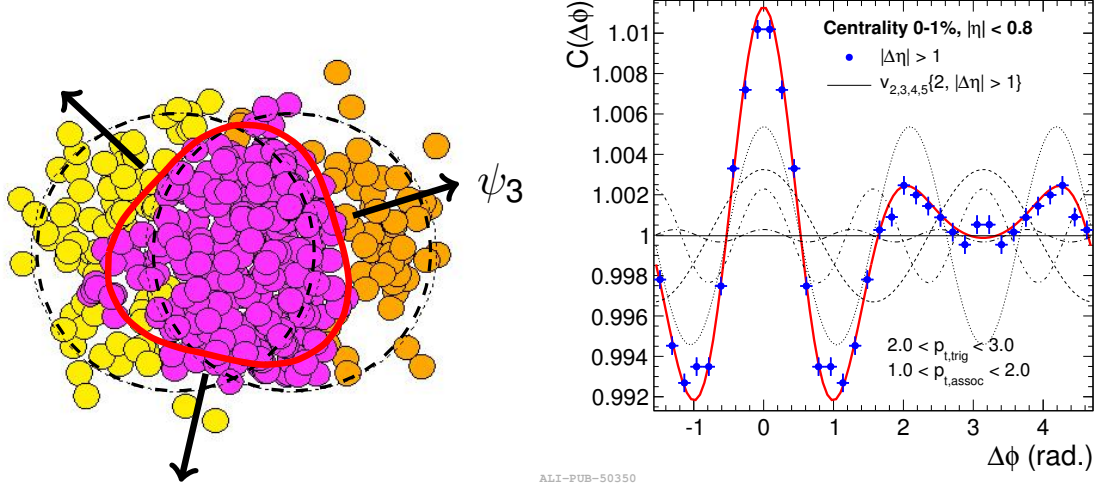 ψ3
C(Δϕ)
1.01
1.008
1.006
1.004
1.002
1
0.998
0.996
0.994
0.992
Centrality 0-1%, |η| < 0.8
|Δη| > 1
v2,3,4,5{2, |Δη| > 1}
2.0 < pt,trig < 3.0
1.0 < pt,assoc < 2.0
-1 0 1 2 3 4
Δϕ (rad.)
ALI-PUB-50350